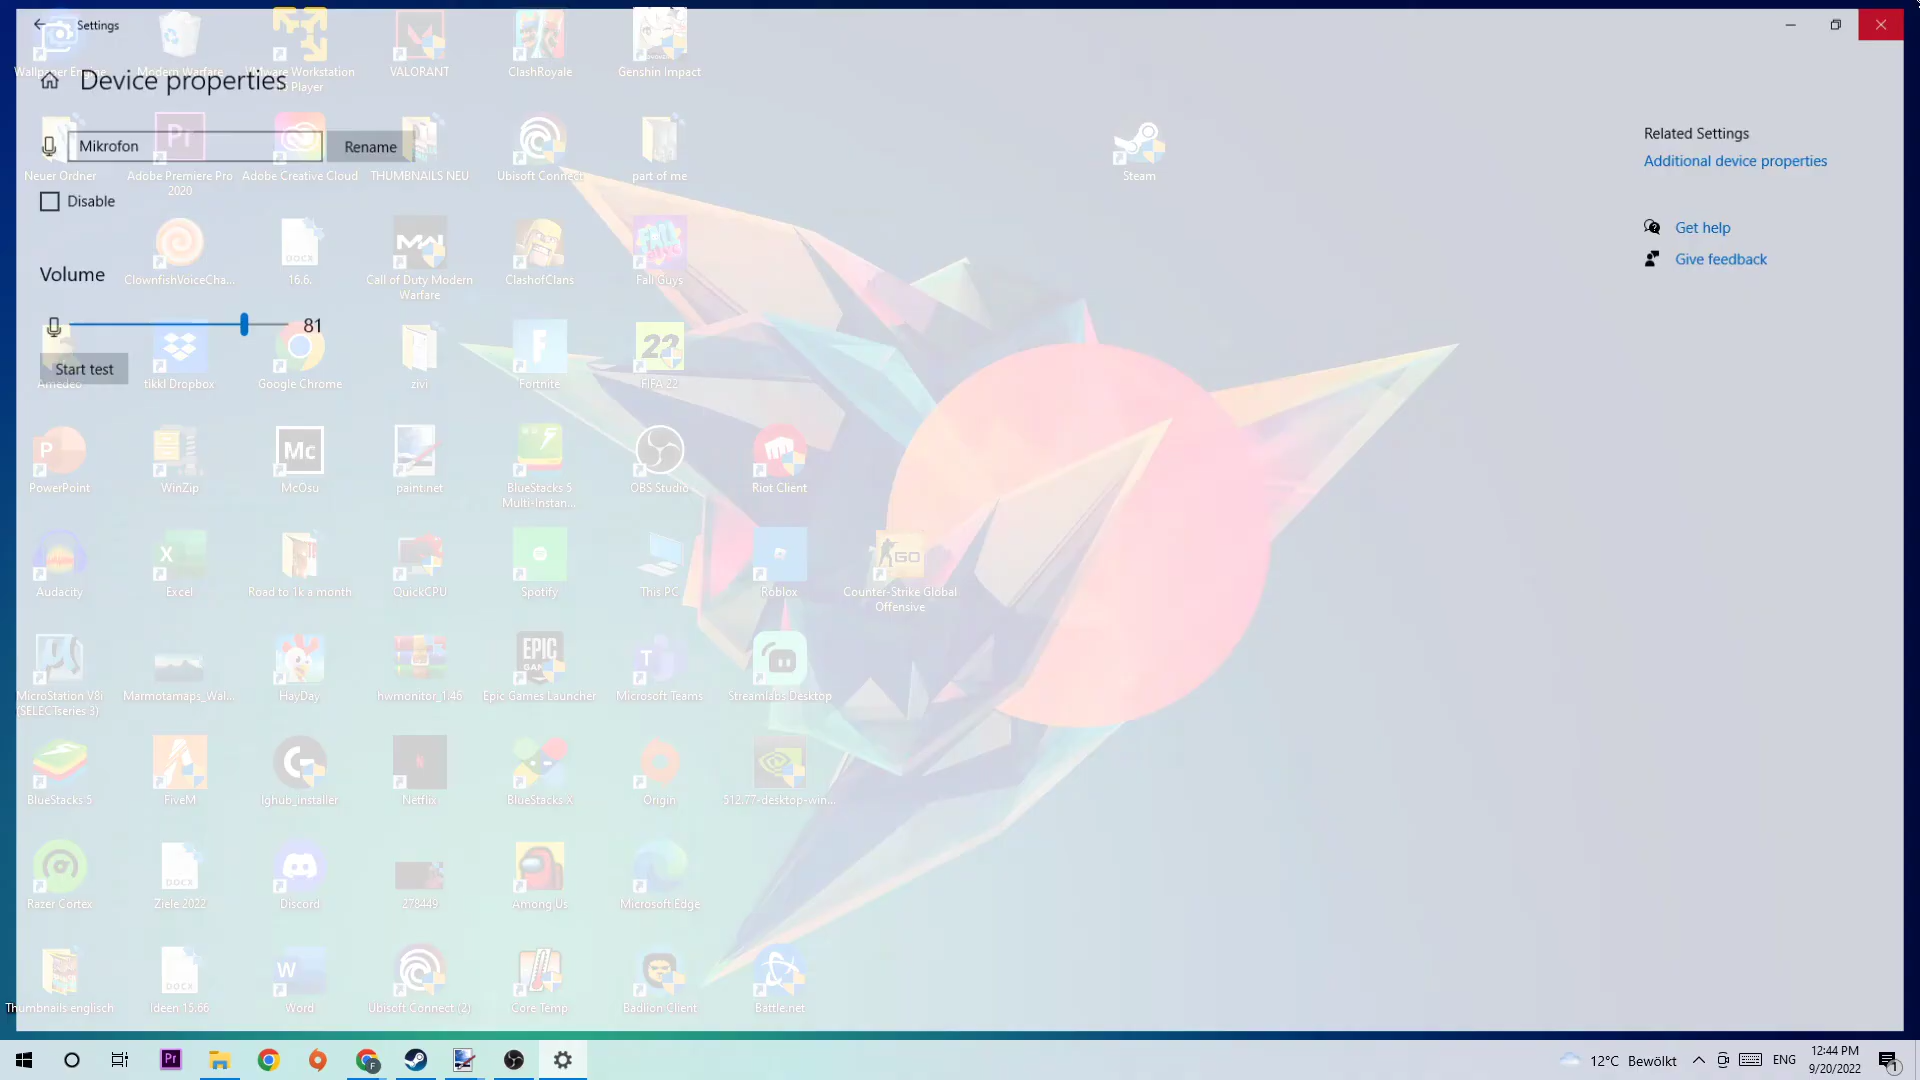 Settings
Wallpaper Engine
Modern Warfare
VMware Workstation
Player
VALORANT
ClashRoyale
Genshin Impact
Device properties
Mikrofon
Rename
Related Settings
Additional device properties
Neuer Ordner
Adobe Premiere Pro
2020
Adobe Creative Cloud
THUMBNAILS NEU
Ubisoft Connect
part of me
Steam
Disable
Get help
Give feedback
Volume
ClownfishVoiceCha...
16.6.
Call of Duty Modern
Warfare
ClashofClans
Fall Guys
81
Start test
Amedeo
tikkl Dropbox
Google Chrome
zivi
Fortnite
FIFA 22
PowerPoint
WinZip
McOsu
paint.net
BlueStacks 5
Multi-Instan...
OBS Studio
Riot Client
Audacity
Excel
Road to 1k a month
QuickCPU
Spotify
This PC
Roblox
Counter-Strike Global
Offensive
MicroStation V8i
(SELECTseries 3)
Marmotamaps_Wal...
HayDay
hwmonitor_1.46
Epic Games Launcher
Microsoft Teams
Streamlabs Desktop
BlueStacks 5
FiveM
lghub_installer
Netflix
BlueStacks X
Origin
512.77-desktop-win...
Razer Cortex
Ziele 2022
Discord
278449
Among Us
Microsoft Edge
Thumbnails englisch
Ideen 15.66
Word
Ubisoft Connect (2)
Core Temp
Badlion Client
Battle.net
12°C Bewölkt
ENG
12:44 PM
9/20/2022
1